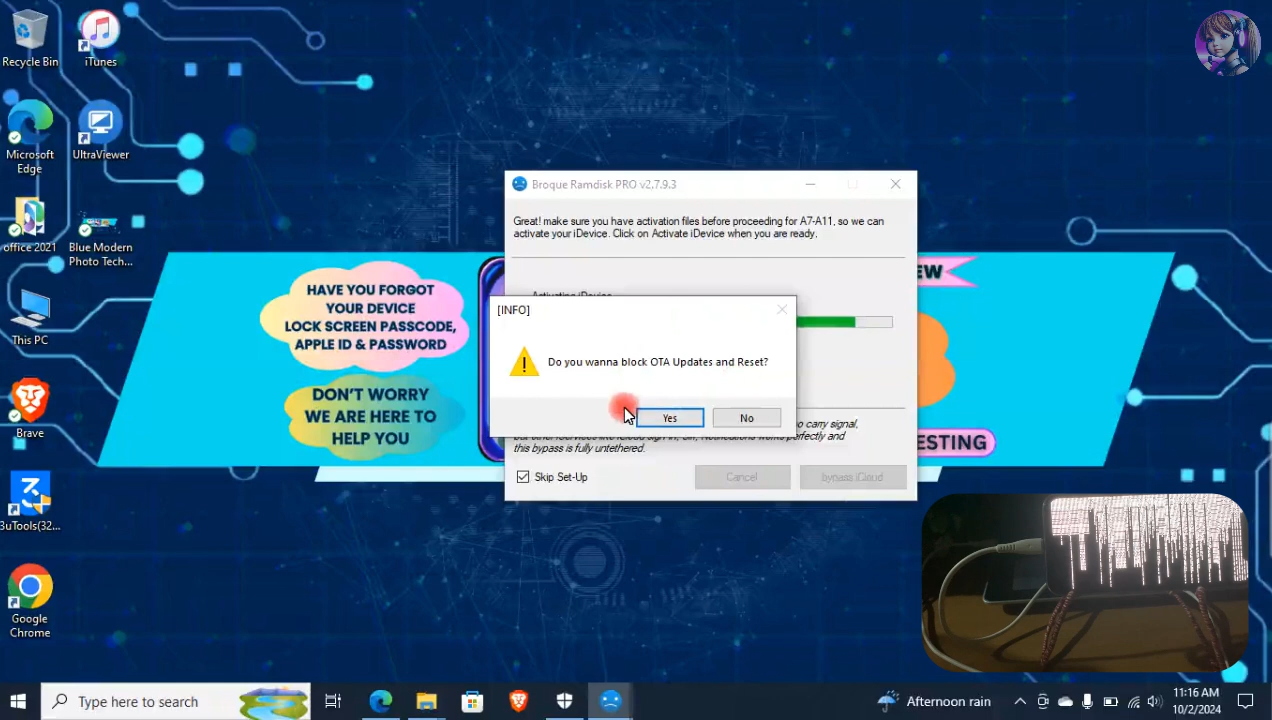 Recycle Bin
iTunes
Microsoft
Edge
UltraViewer
office 2021
Blue Modern
Photo Tech...
This PC
Brave
3uTools(32...
Google
Chrome
HAVE YOU FORGOT
YOUR DEVICE
LOCK SCREEN PASSCODE,
APPLE ID & PASSWORD
DON'T WORRY
WE ARE HERE TO
HELP YOU
EW
ESTING
Broque Ramdisk PRO v2.7.9.3
Great! make sure you have activation files before proceeding for A7-A11, so we can
activate your iDevice. Click on Activate iDevice when you are ready.
Activating iDevice
[INFO]
Do you wanna block OTA Updates and Reset?
Yes
No
o carry signal,
perfectly and
this bypass is fully untethered.
Skip Set-Up
Cancel
bypass iCloud
Type here to search
Afternoon rain
11:16 AM
10/2/2024